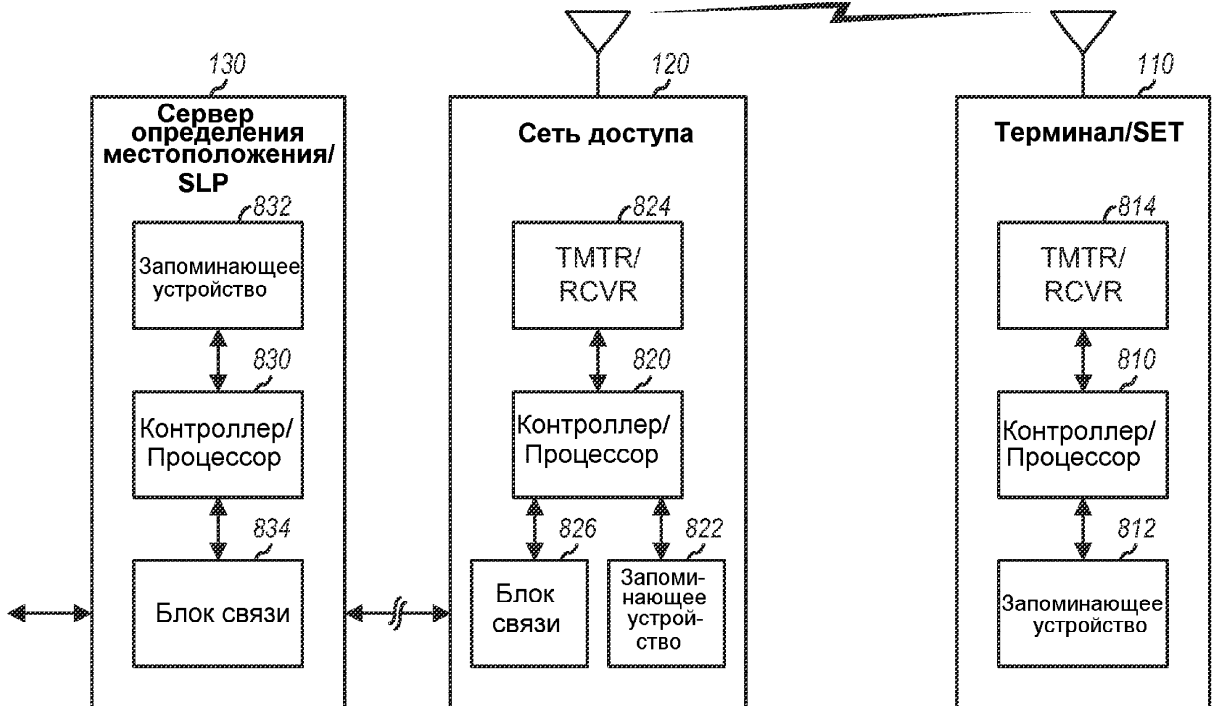 130
Сервер
определения
местоположения/
SLP
832
Запоминающее
устройство
830
Контроллер/
Процессор
834
Блок связи
120
Сеть доступа
824
TMTR/
RCVR
820
Контроллер/
Процессор
826
Блок
связи
822
Запоми-
нающее
устрой-
ство
110
Терминал/SET
814
TMTR/
RCVR
810
Контроллер/
Процессор
812
Запоминающее
устройство